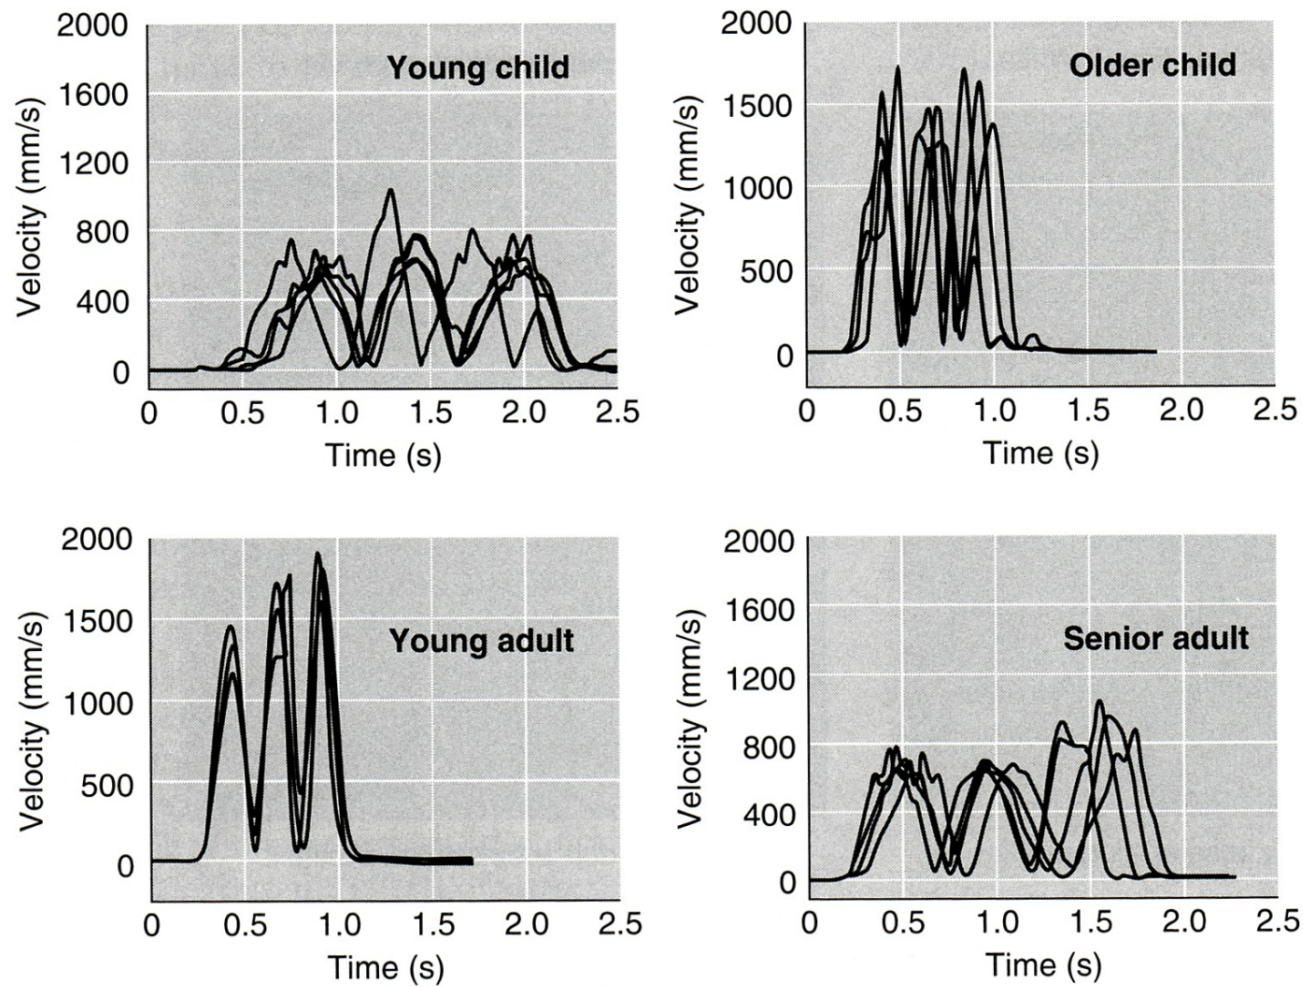 Young child
Velocity (mm/s)
2000
1600
1200
800
400
0
0 0.5 1.0 1.5 2.0 2.5
Time (s)
Older child
Velocity (mm/s)
2000
1500
1000
500
0
0 0.5 1.0 1.5 2.0 2.5
Time (s)
Young adult
Velocity (mm/s)
2000
1500
1000
500
0
0 0.5 1.0 1.5 2.0 2.5
Time (s)
Senior adult
Velocity (mm/s)
2000
1600
1200
800
400
0
0 0.5 1.0 1.5 2.0 2.5
Time (s)